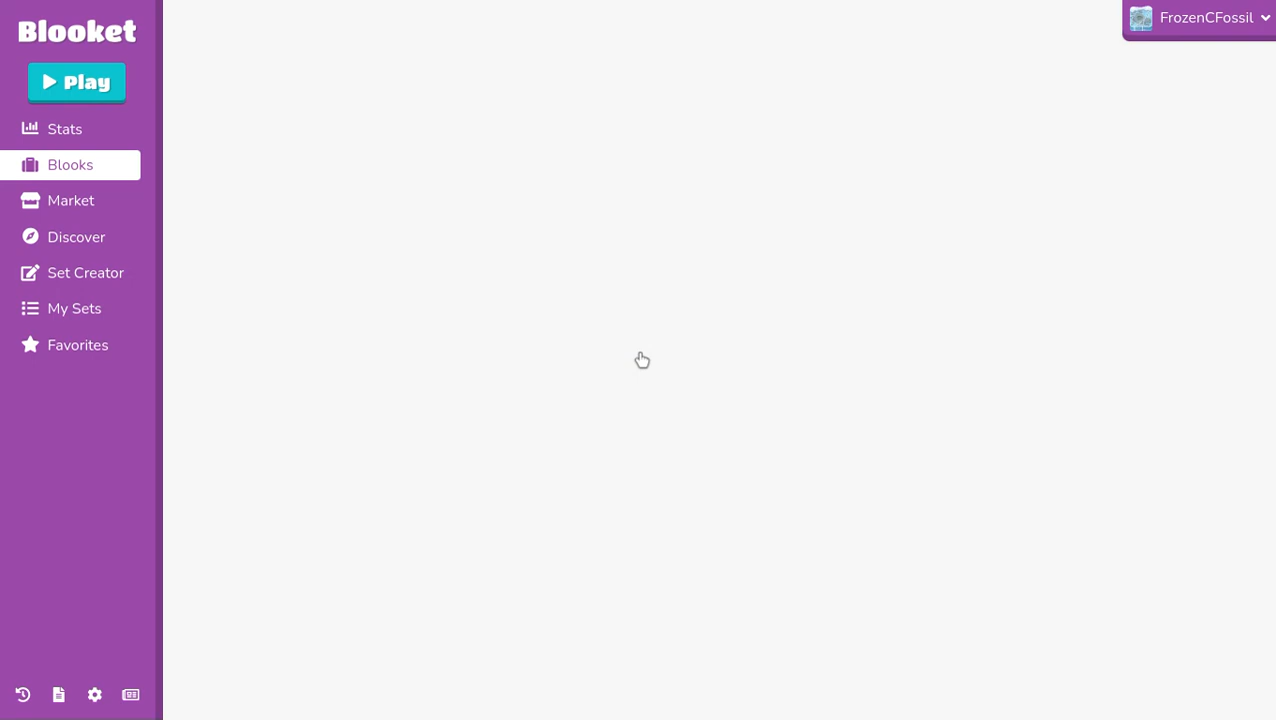 Blooket
Play
Stats
Blooks
Market
Discover
Set Creator
My Sets
Favorites
FrozenCFossil